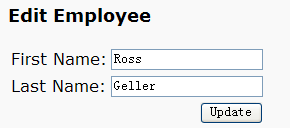 Edit Employee
First Name: Ross
Last Name: Geller
Update